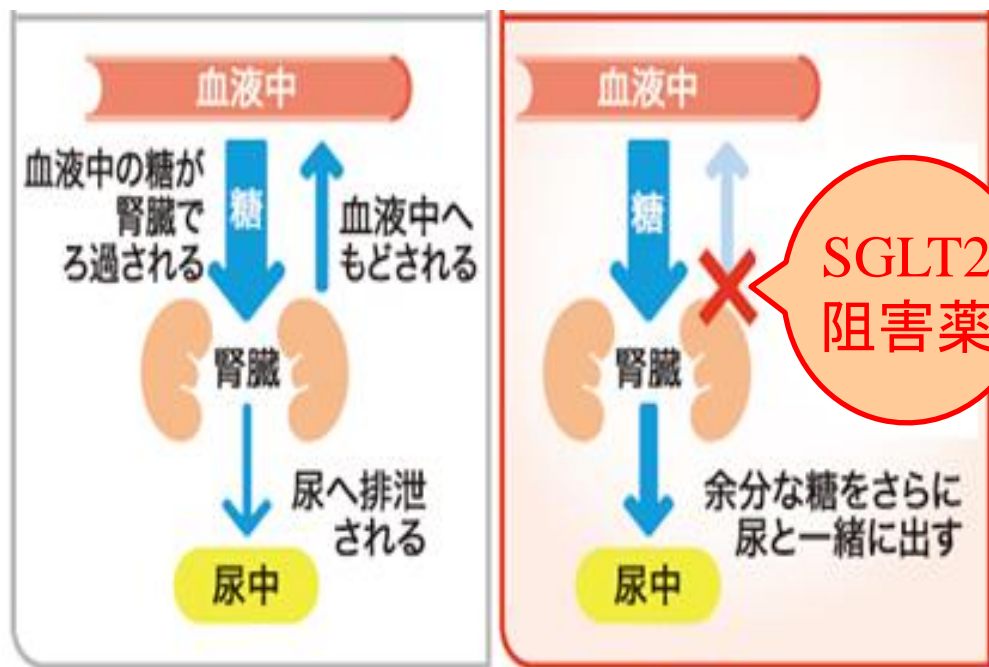 血液中
血液中の糖が
腎臓で
ろ過される
糖
血液中へ
もどされる
腎臓
尿へ排泄
される
尿中
血液中
糖
SGLT2
阻害薬
腎臓
余分な糖をさらに
尿と一緒に出す
尿中